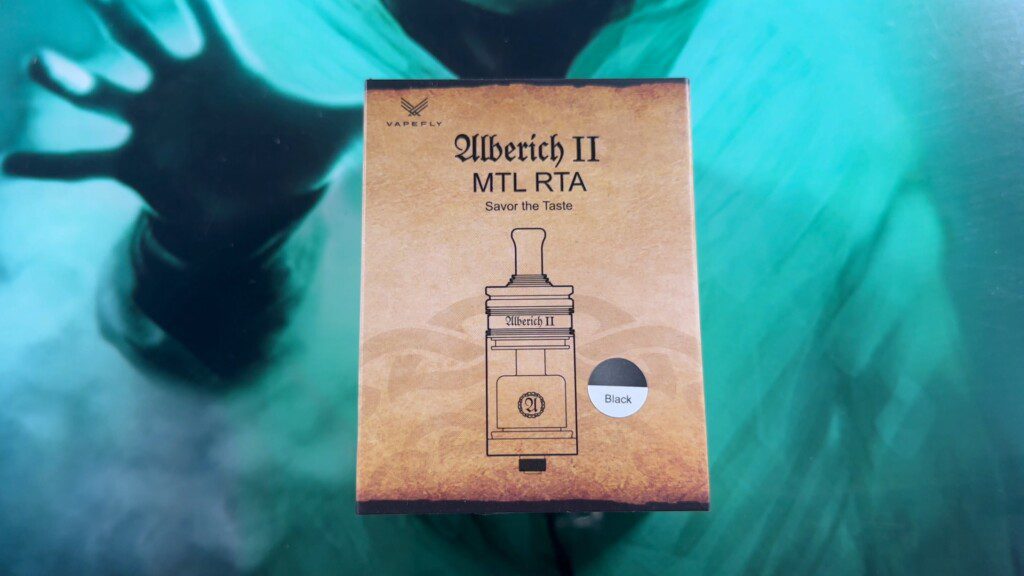 VAPEFLY
Alberich II
MTL RTA
Savor the Taste
Alberich II
A
Black